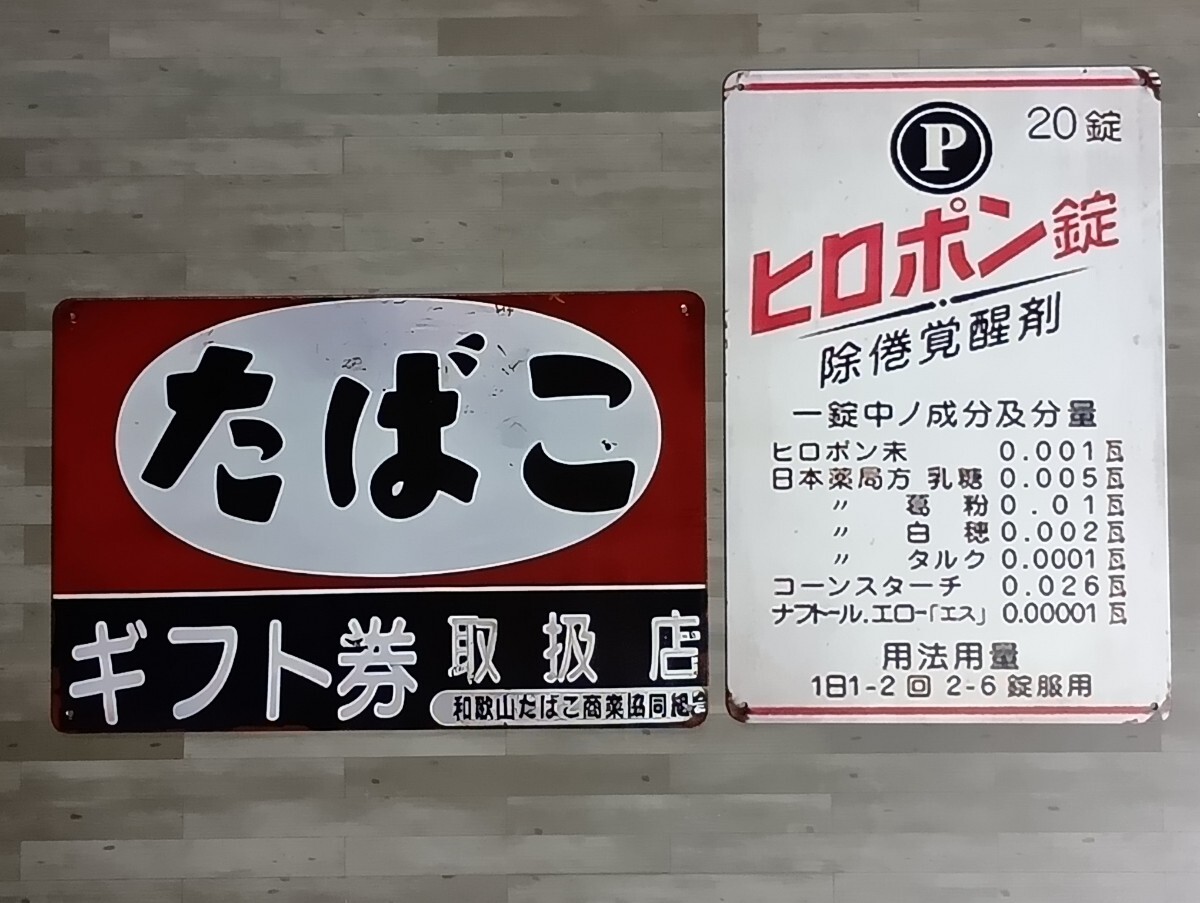 たばこ
ギフト券 取扱店
和歌山たばこ商業協同組合
P 20錠
ヒロポン錠
除倦覚醒剤
一錠中ノ成分及分量
ヒロポン末 0.001瓦
日本薬局方 乳糖 0.005瓦
〃 葛粉 0.01瓦
〃 白穂 0.002瓦
〃 タルク 0.0001瓦
コーンスターチ 0.026瓦
ナフトール.エロー「エス」 0.00001瓦
用法用量
1日1-2回 2-6錠服用